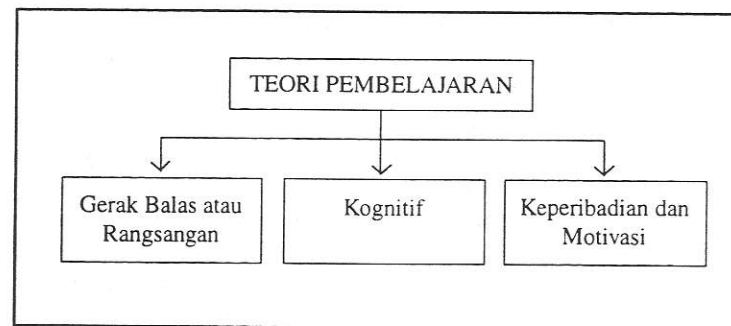 TEORI PEMBELAJARAN
Gerak Balas atau
Rangsangan
Kognitif
Keperibadian dan
Motivasi